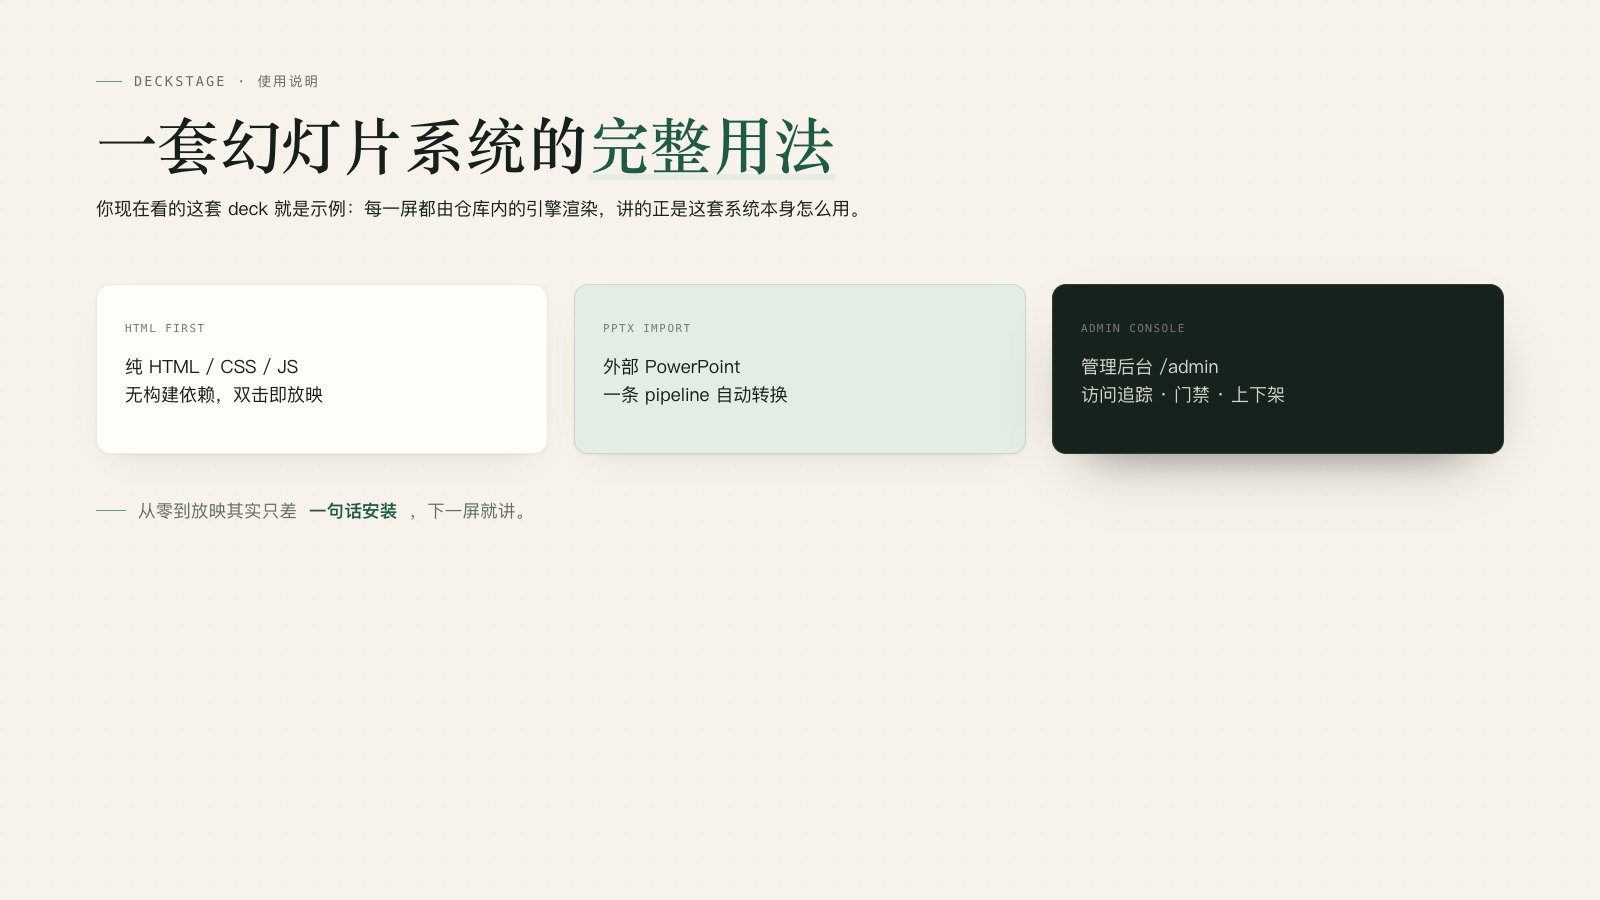 DECKSTAGE · 使用说明
一套幻灯片系统的完整用法
你现在看的这套 deck 就是示例：每一屏都由仓库内的引擎渲染，讲的正是这套系统本身怎么用。
HTML FIRST
纯 HTML / CSS / JS
无构建依赖，双击即放映
PPTX IMPORT
外部 PowerPoint
一条 pipeline 自动转换
ADMIN CONSOLE
管理后台 /admin
访问追踪 · 门禁 · 上下架
从零到放映其实只差 一句话安装 ，下一屏就讲。